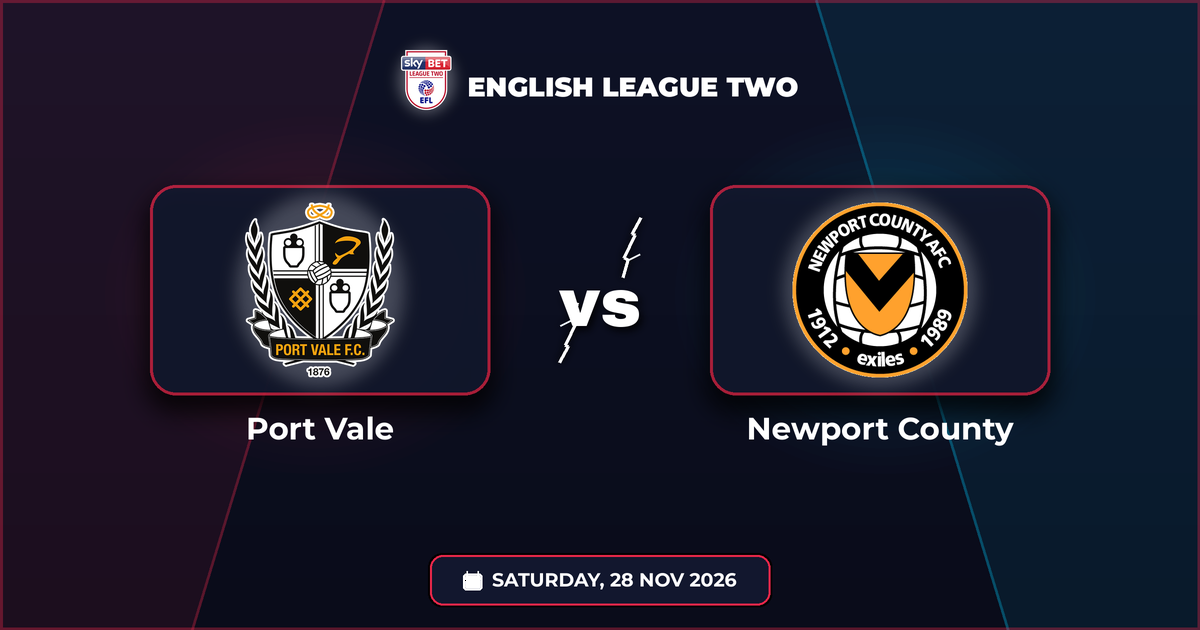 sky BET
LEAGUE TWO
EFL
ENGLISH LEAGUE TWO
PORT VALE F.C.
1876
vs
NEWPORT COUNTY AFC
1912
exiles
1989
Port Vale
Newport County
SATURDAY, 28 NOV 2026